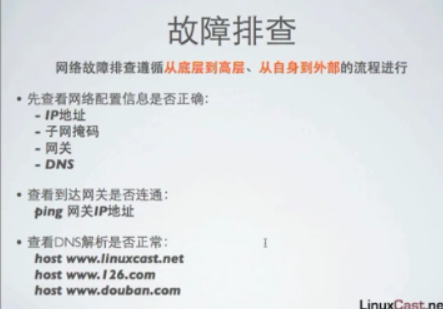 故障排查
网络故障排查遵循从底层到高层、从自身到外部的流程进行
• 先查看网络配置信息是否正确：
- IP地址
- 子网掩码
- 网关
- DNS
• 查看到达网关是否连通：
ping 网关IP地址
• 查看DNS解析是否正常：
host www.linuxcast.net
host www.126.com
host www.douban.com
LinuxCast.ne